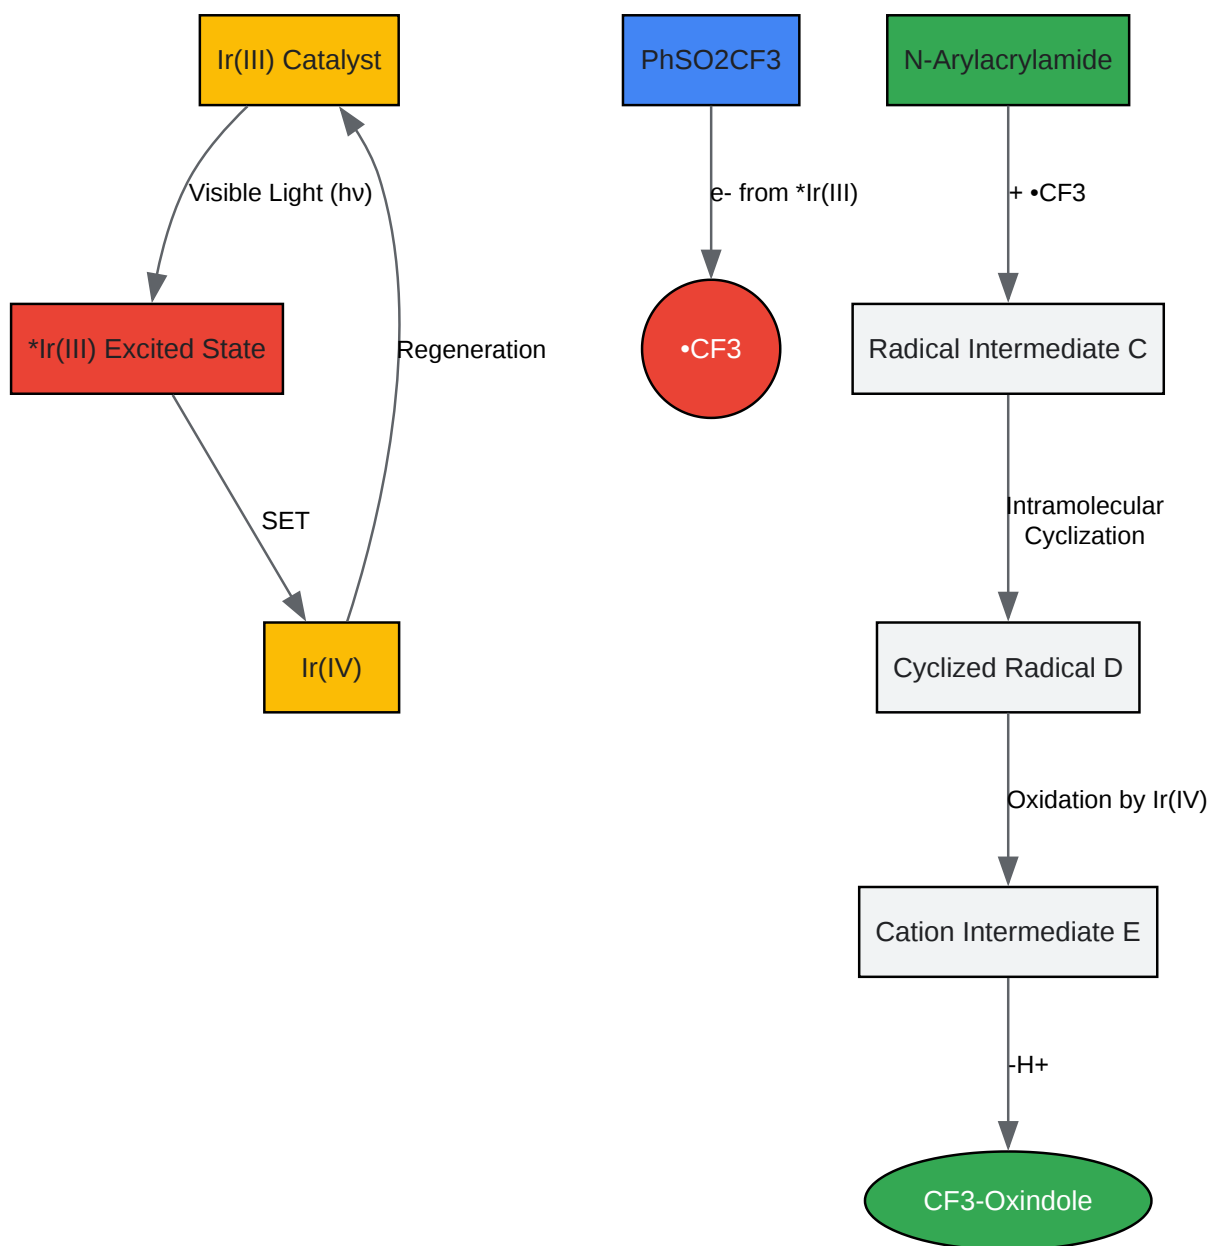 Ir(III) Catalyst
PhSO2CF3
N-Arylacrylamide
Visible Light (hν)
e- from *Ir(III)
+ •CF3
*Ir(III) Excited State
Regeneration
•CF3
Radical Intermediate C
SET
Intramolecular
Cyclization
Ir(IV)
Cyclized Radical D
Oxidation by Ir(IV)
Cation Intermediate E
-H+
CF3-Oxindole